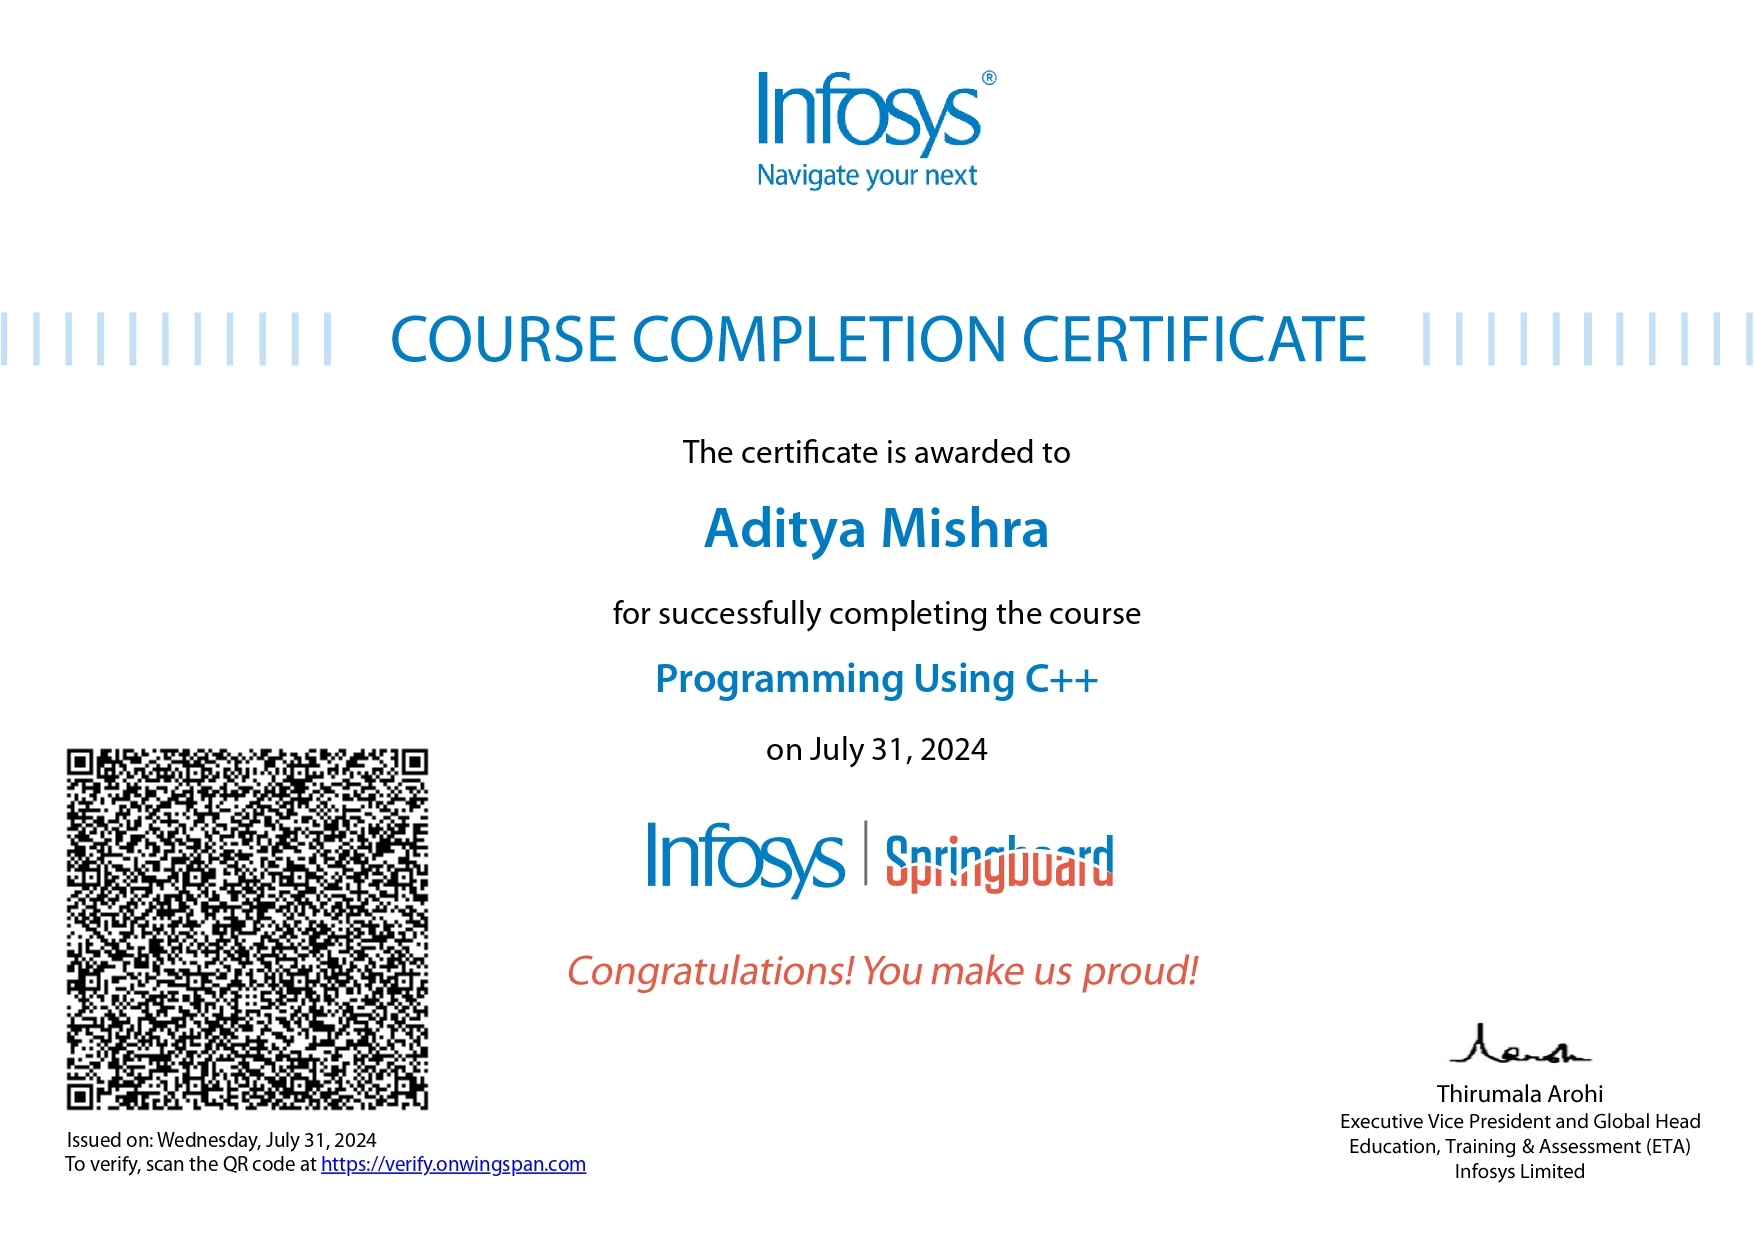 Infosys®
Navigate your next
COURSE COMPLETION CERTIFICATE
The certificate is awarded to
Aditya Mishra
for successfully completing the course
Programming Using C++
on July 31, 2024
Infosys | Springboard
Congratulations! You make us proud!
Issued on: Wednesday, July 31, 2024
To verify, scan the QR code at https://verify.onwingspan.com
Thirumala Arohi
Executive Vice President and Global Head
Education, Training & Assessment (ETA)
Infosys Limited